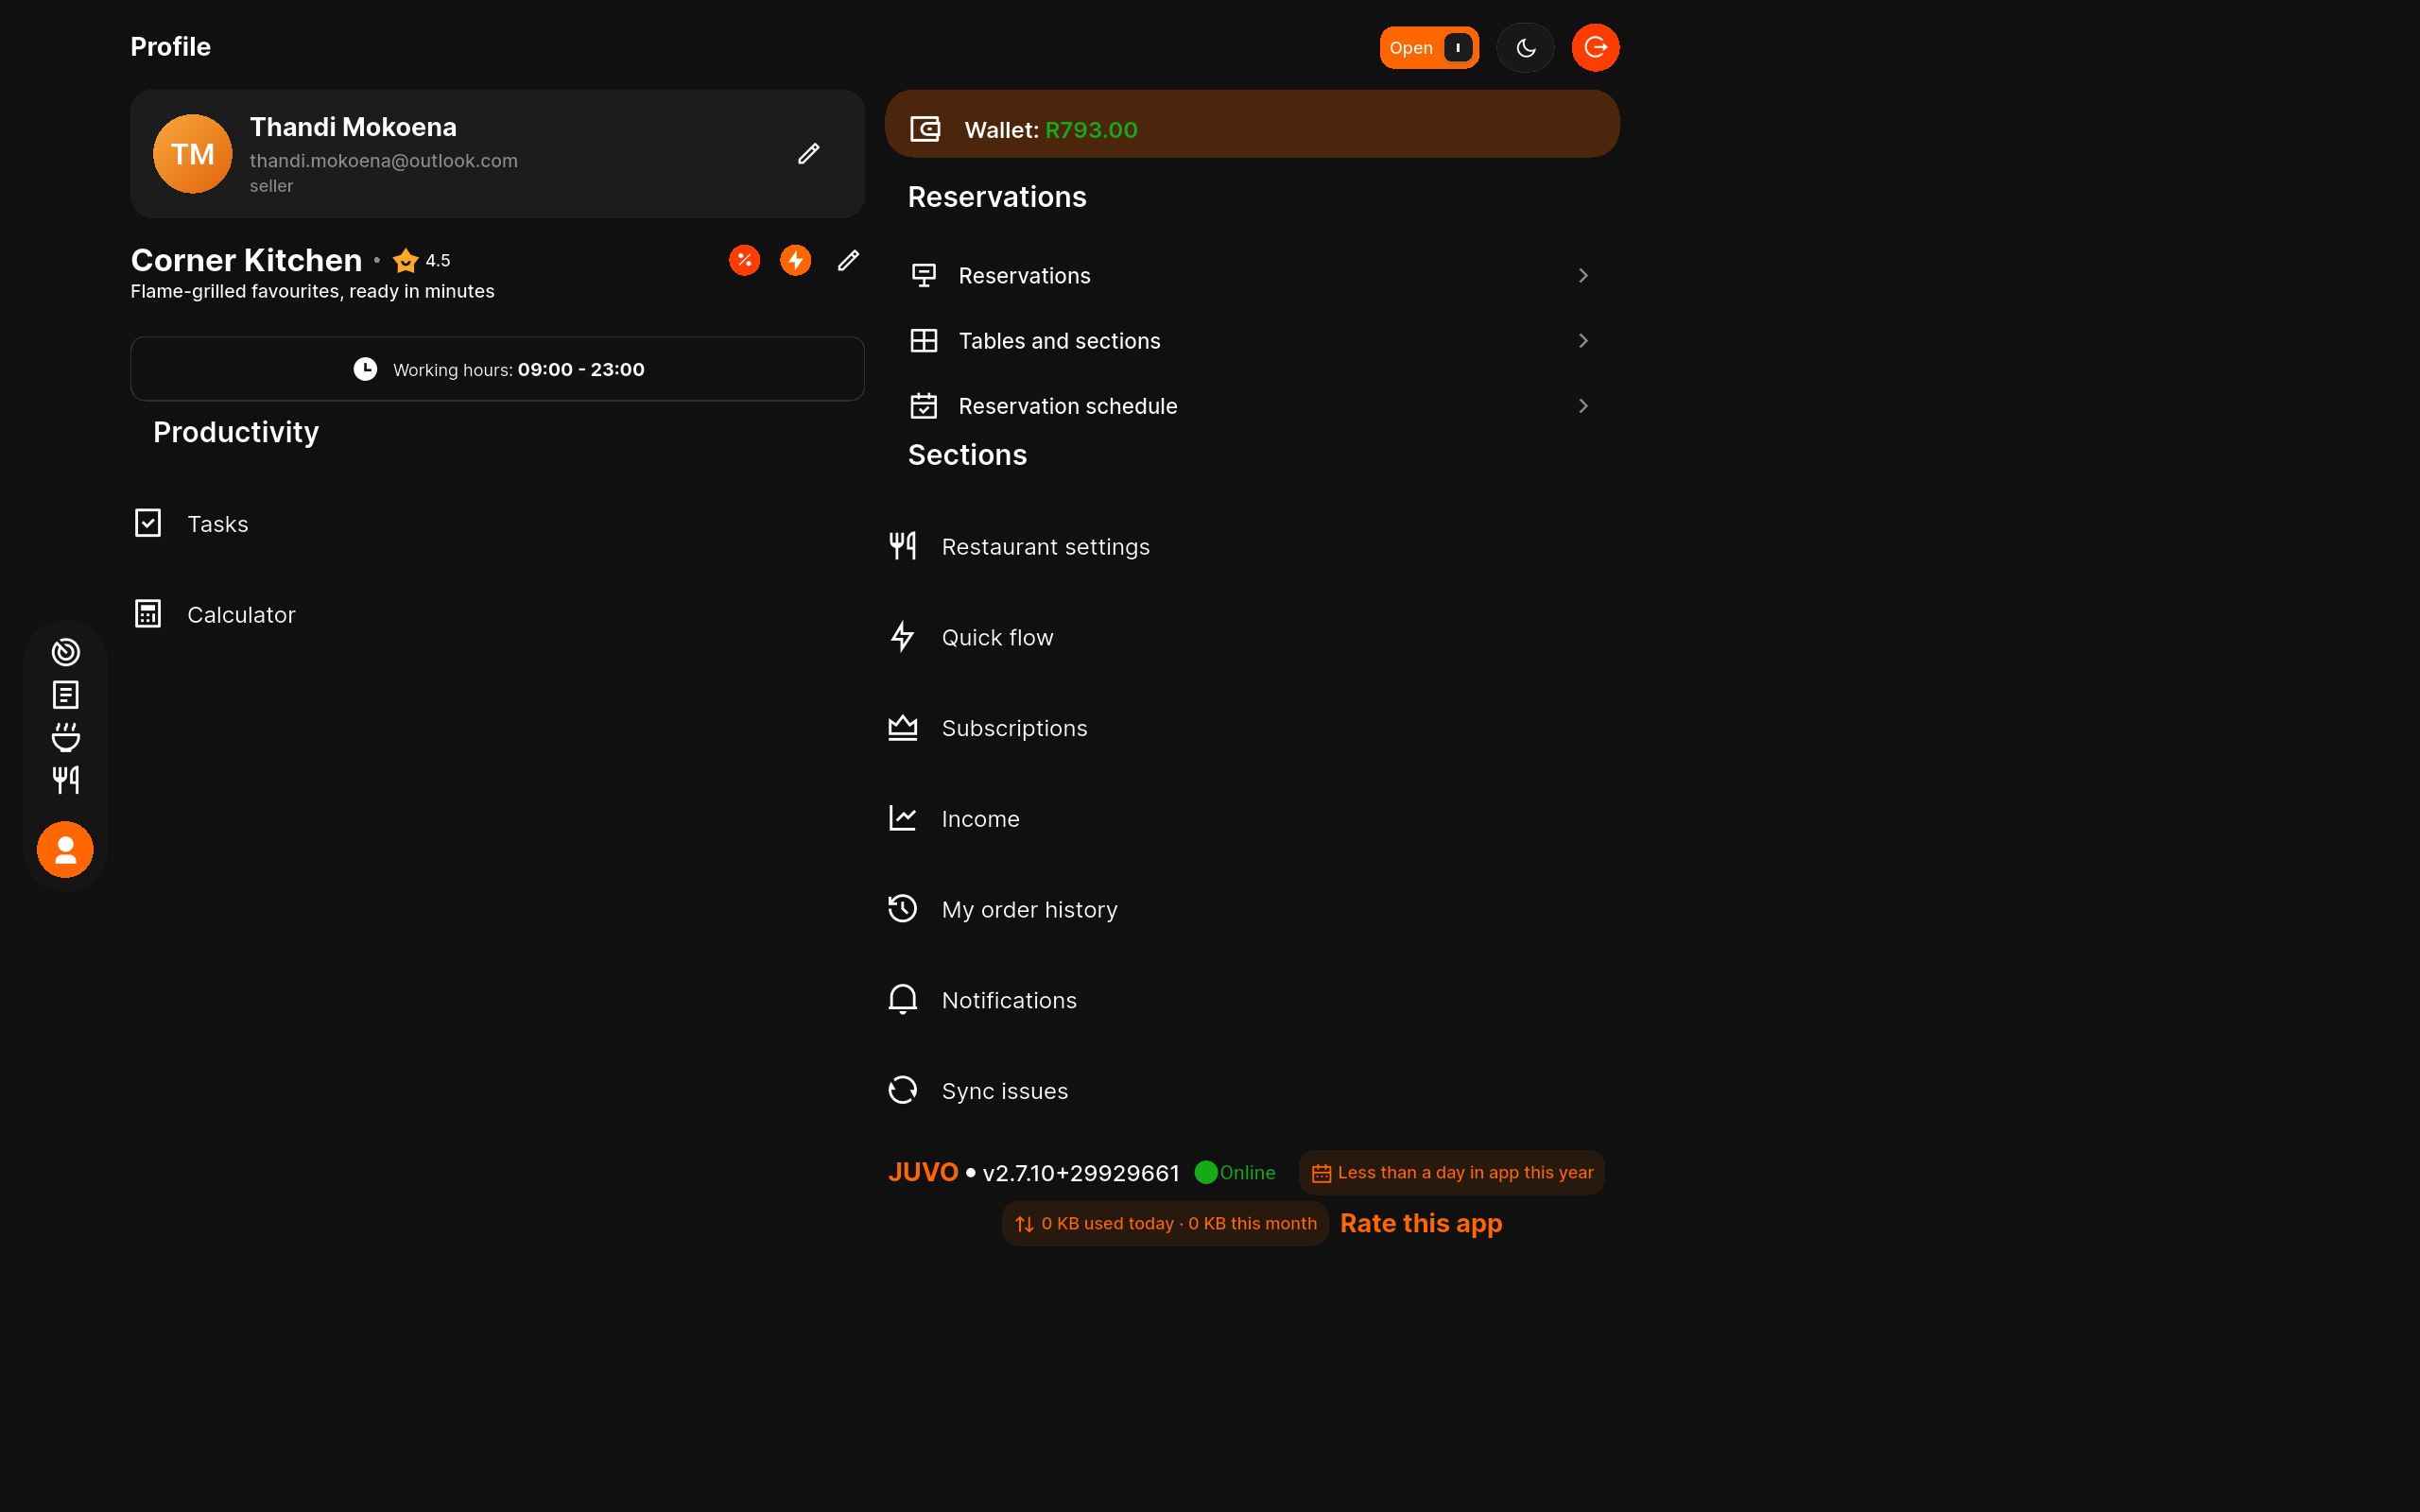 Profile
Open
TM
Thandi Mokoena
thandi.mokoena@outlook.com
seller
Corner Kitchen • 4.5
Flame-grilled favourites, ready in minutes
Working hours: 09:00 - 23:00
Productivity
Tasks
Calculator
Wallet: R793.00
Reservations
Reservations
Tables and sections
Reservation schedule
Sections
Restaurant settings
Quick flow
Subscriptions
Income
My order history
Notifications
Sync issues
JUVO • v2.7.10+29929661 Online Less than a day in app this year
0 KB used today · 0 KB this month Rate this app